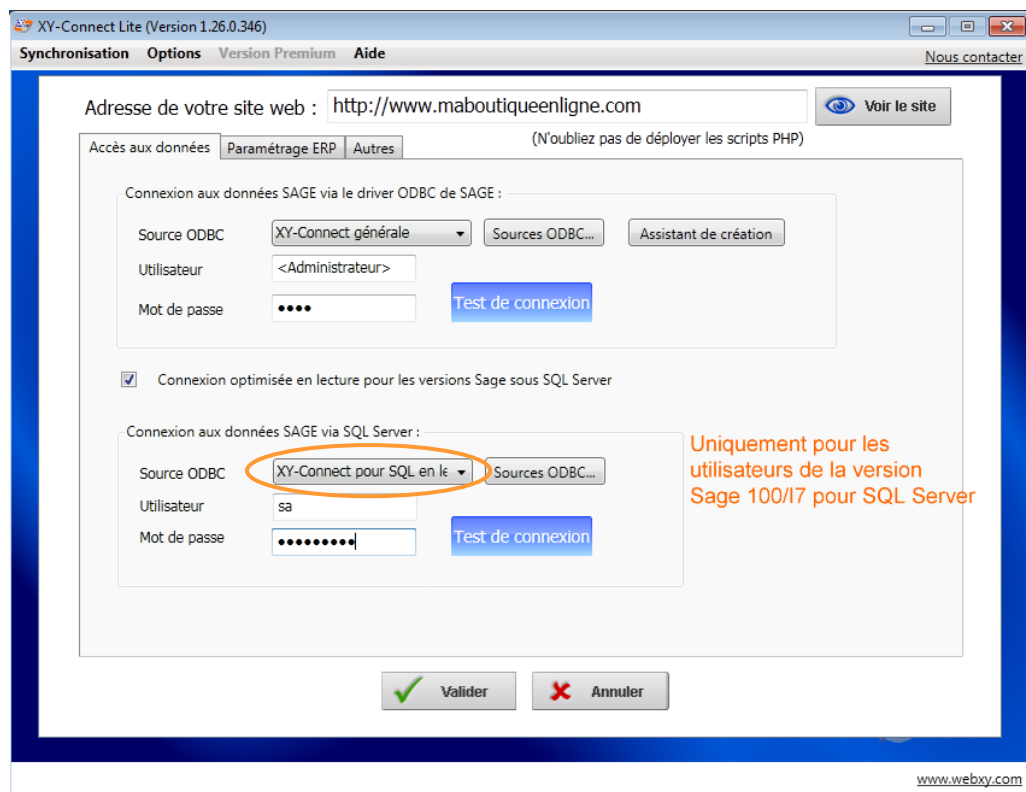 XY-Connect Lite (Version 1.26.0.346)
Synchronisation Options Version Premium Aide
Nous contacter
Adresse de votre site web : http://www.maboutiqueenligne.com
Voir le site
(N'oubliez pas de déployer les scripts PHP)
Accès aux données Paramétrage ERP Autres
Connexion aux données SAGE via le driver ODBC de SAGE :
Source ODBC XY-Connect générale Sources ODBC... Assistant de création
Utilisateur <Administrateur>
Mot de passe ●●●● Test de connexion
Connexion optimisée en lecture pour les versions Sage sous SQL Server
Connexion aux données SAGE via SQL Server :
Source ODBC XY-Connect pour SQL en le Sources ODBC...
Utilisateur sa
Mot de passe ●●●●●●●●● Test de connexion
Uniquement pour les
utilisateurs de la version
Sage 100/I7 pour SQL Server
Valider Annuler
www.webxy.com